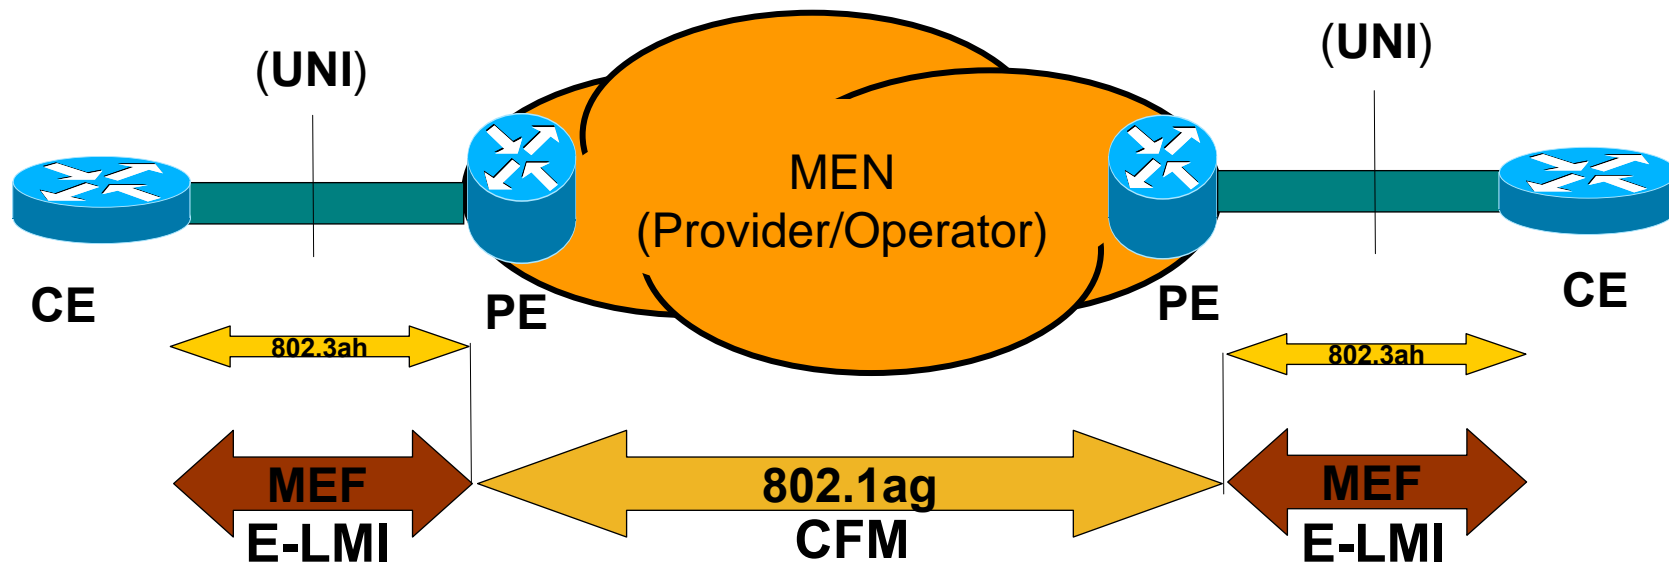 (UNI)
(UNI)
MEN
(Provider/Operator)
CE
PE
PE
CE
802.3ah
802.3ah
MEF
E-LMI
802.1ag
CFM
MEF
E-LMI